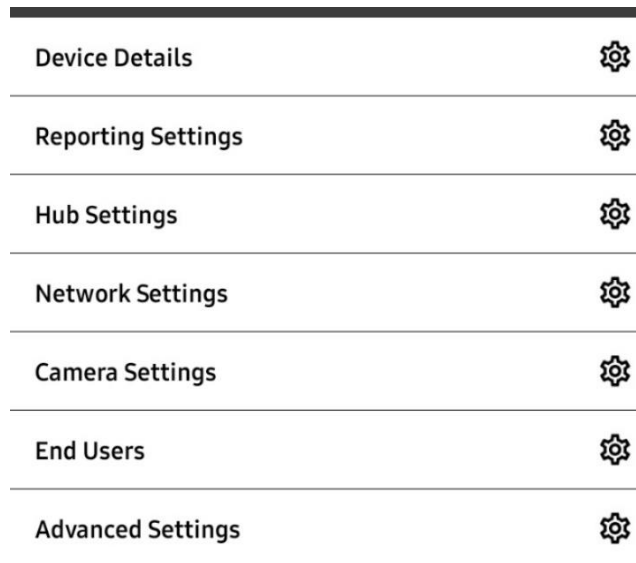 Device Details
Reporting Settings
Hub Settings
Network Settings
Camera Settings
End Users
Advanced Settings